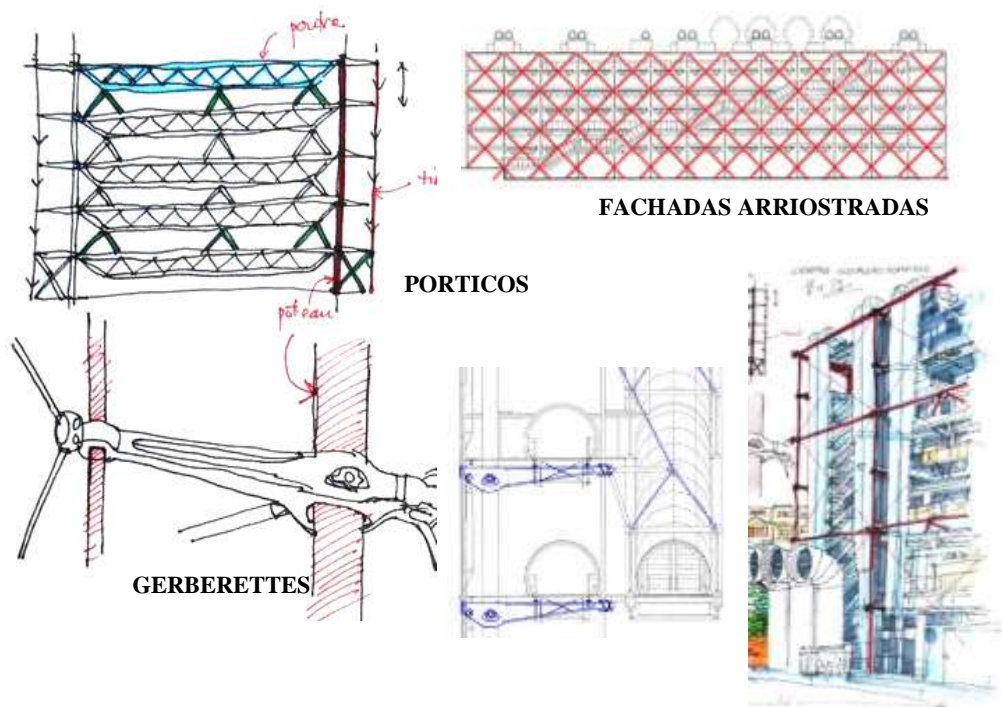 poutre
FACHADAS ARRIOSTRADAS
PORTICOS
poteau
GERBERETTES